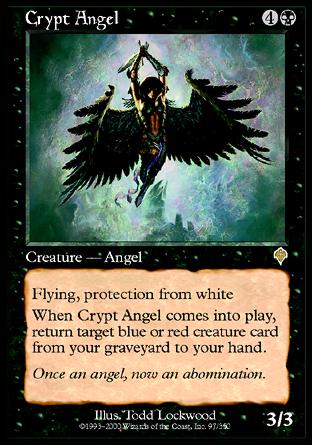 Crypt Angel 4
Creature — Angel
Flying, protection from white
When Crypt Angel comes into play,
return target blue or red creature card
from your graveyard to your hand.
Once an angel, now an abomination.
Illus. Todd Lockwood
©1993-2000 Wizards of the Coast, Inc. 97/350
3/3